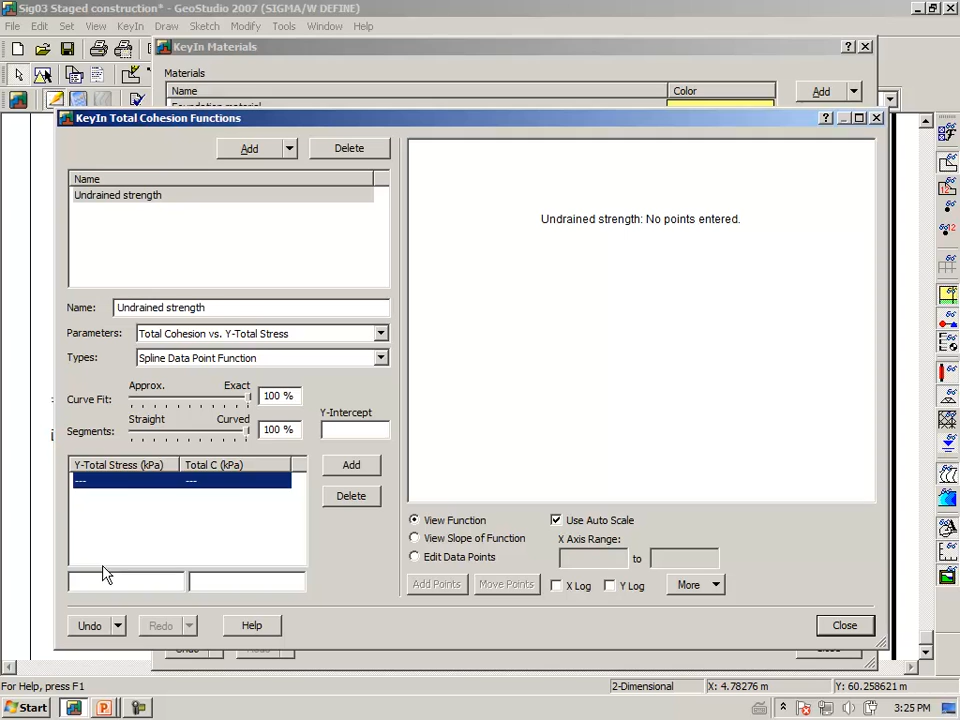 Sig03 Staged construction* - GeoStudio 2007 (SIGMA/W DEFINE)
File Edit Set View KeyIn Draw Sketch Modify Tools Window Help
KeyIn Materials
Materials
Name Color
Add
Foundation material
KeyIn Total Cohesion Functions
Add Delete
Name
Undrained strength
Undrained strength: No points entered.
Name: Undrained strength
Parameters: Total Cohesion vs. Y-Total Stress
Types: Spline Data Point Function
Approx. Exact
Curve Fit: 100 %
Straight Curved Y-Intercept
Segments: 100 %
Y-Total Stress (kPa) Total C (kPa) Add
--- ---
Delete
View Function Use Auto Scale
View Slope of Function X Axis Range:
Edit Data Points to
Add Points Move Points X Log Y Log More
Undo Redo Help Close
For Help, press F1 2-Dimensional X: 4.78276 m Y: 60.258621 m
Start 3:25 PM